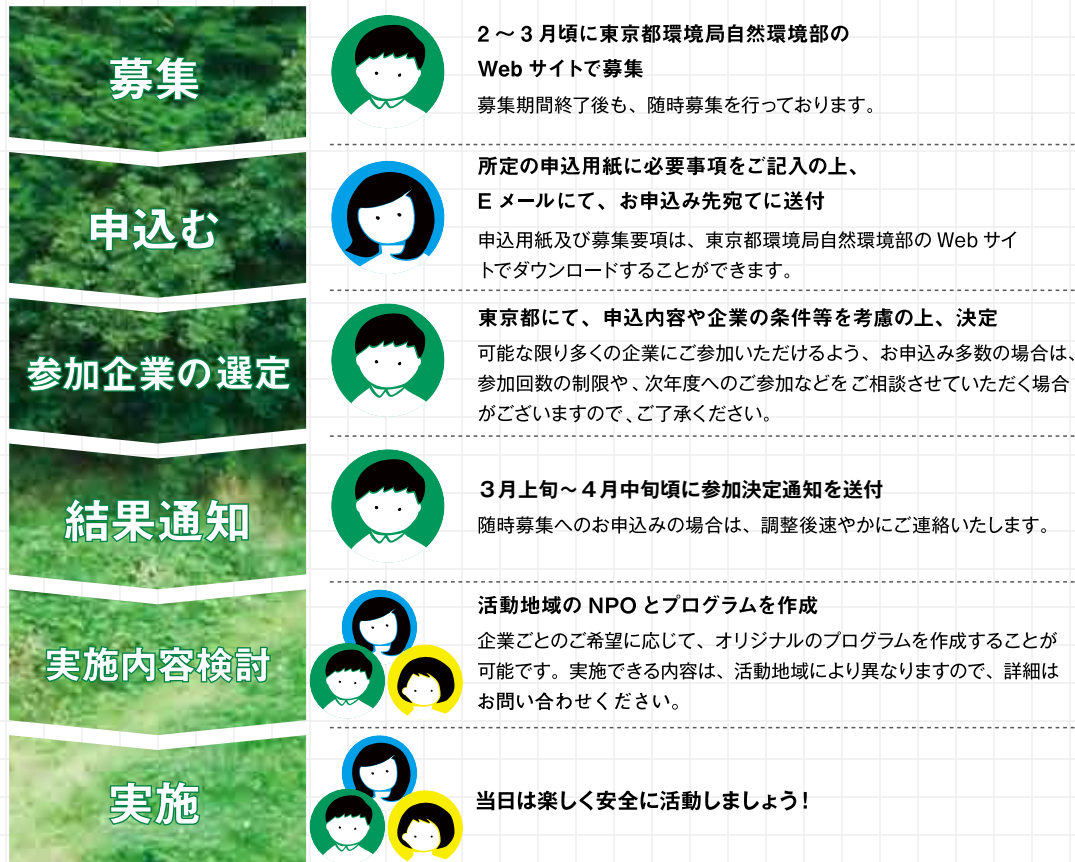 募集
2～3月頃に東京都環境局自然環境部の
Webサイトで募集
募集期間終了後も、随時募集を行っております。
申込む
所定の申込用紙に必要事項をご記入の上、
Eメールにて、お申込み先宛てに送付
申込用紙及び募集要項は、東京都環境局自然環境部のWebサイ
トでダウンロードすることができます。
参加企業の選定
東京都にて、申込内容や企業の条件等を考慮の上、決定
可能な限り多くの企業にご参加いただけるよう、お申込み多数の場合は、
参加回数の制限や、次年度へのご参加などをご相談させていただく場合
がございますので、ご了承ください。
結果通知
3月上旬～4月中旬頃に参加決定通知を送付
随時募集へのお申込みの場合は、調整後速やかにご連絡いたします。
実施内容検討
活動地域のNPOとプログラムを作成
企業ごとのご希望に応じて、オリジナルのプログラムを作成することが
可能です。実施できる内容は、活動地域により異なりますので、詳細は
お問い合わせください。
実施
当日は楽しく安全に活動しましょう！